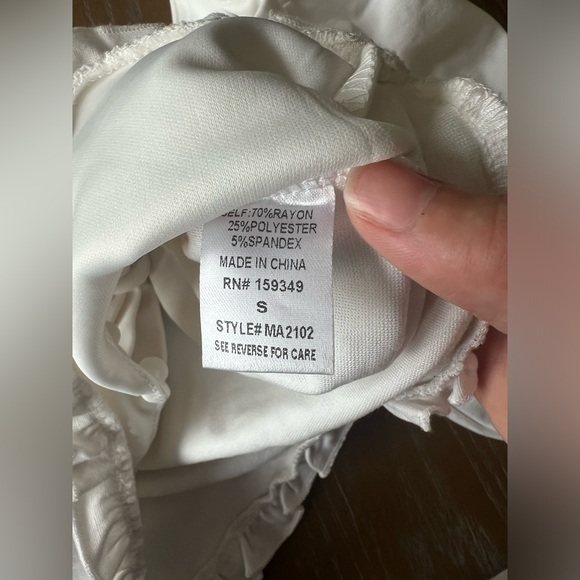 SELF:70%RAYON
25%POLYESTER
5%SPANDEX
MADE IN CHINA
RN# 159349
S
STYLE# MA2102
SEE REVERSE FOR CARE